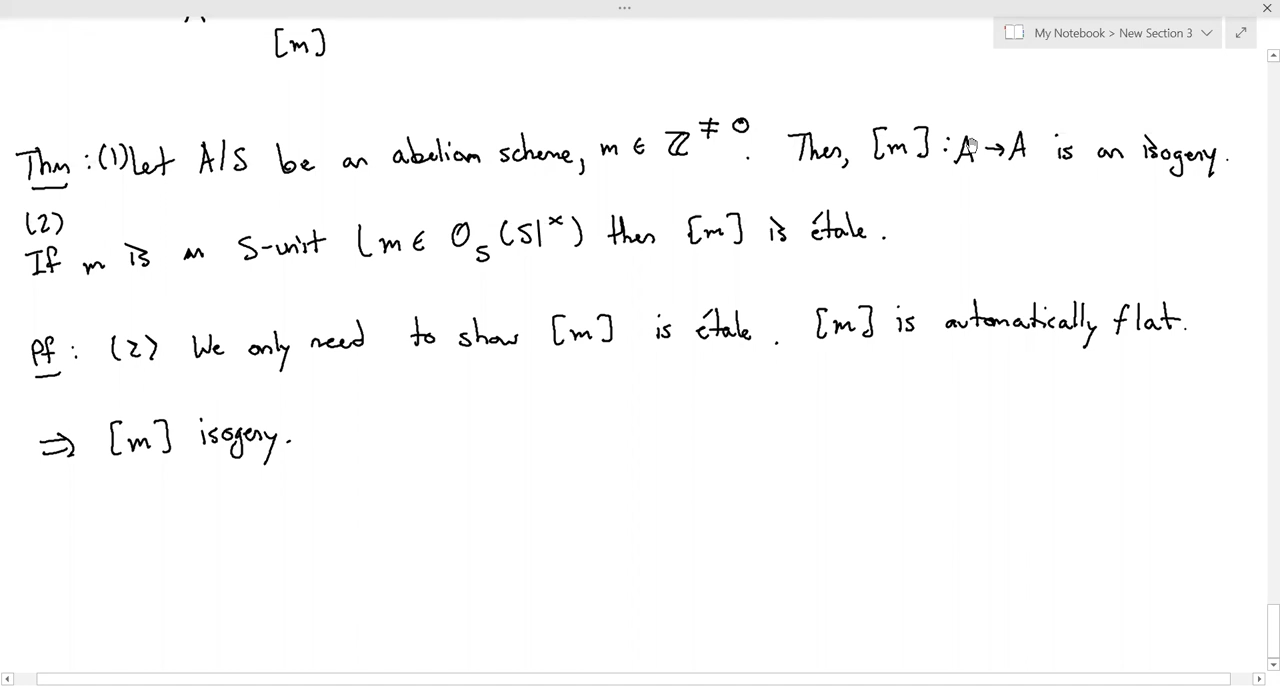 [m]
My Notebook > New Section 3
Thm : (1) Let A/S be an abeliam scheme, m ∈ ℤ^{≠ 0}. Then, [m] : A → A is an isogeny.
(2)
If m is an S-unit (m ∈ O_S(S)^×) then [m] is étale.
Pf : (2) We only need to show [m] is étale. [m] is automatically flat.
⇒ [m] isogeny.